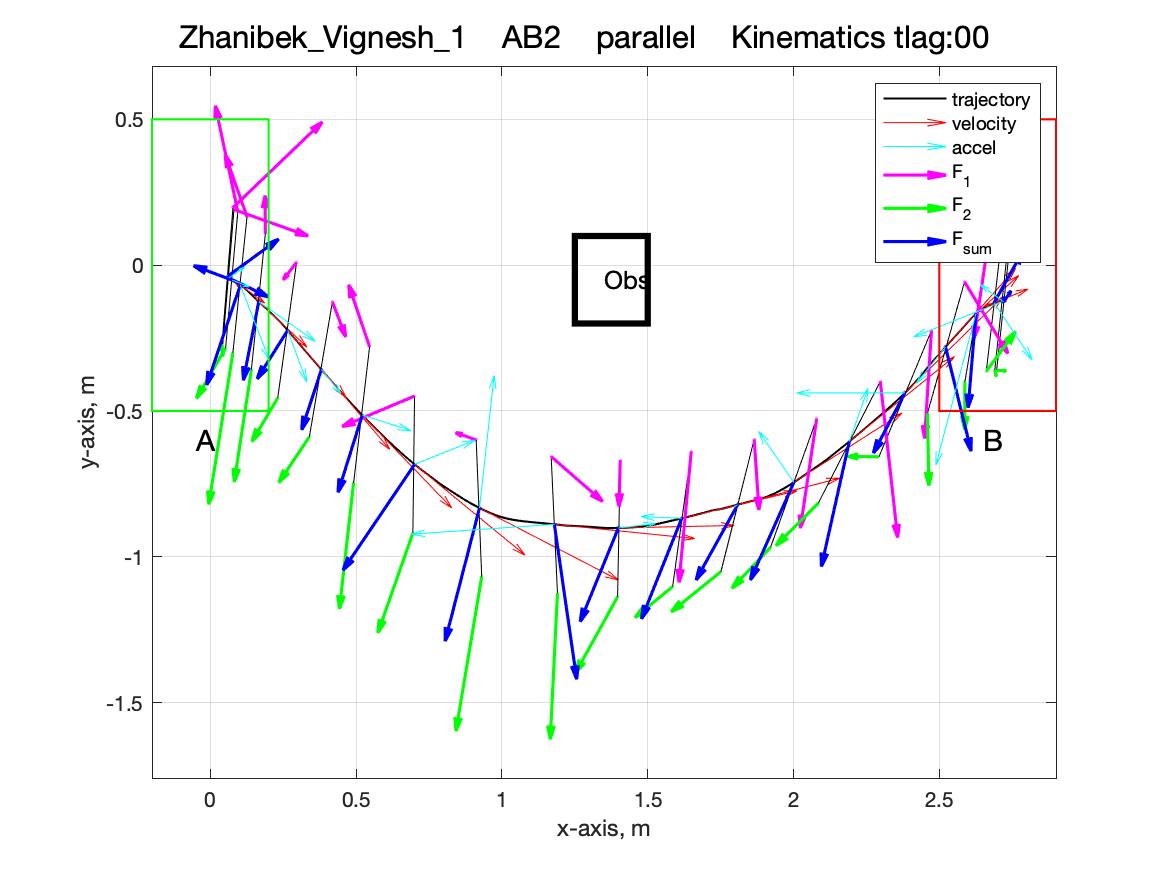 Zhanibek_Vignesh_1 AB2 parallel Kinematics tlag:00
trajectory
velocity
accel
F1
F2
Fsum
0.5
0
-0.5
-1
-1.5
y-axis, m
Obs
A
B
0
0.5
1
1.5
2
2.5
x-axis, m